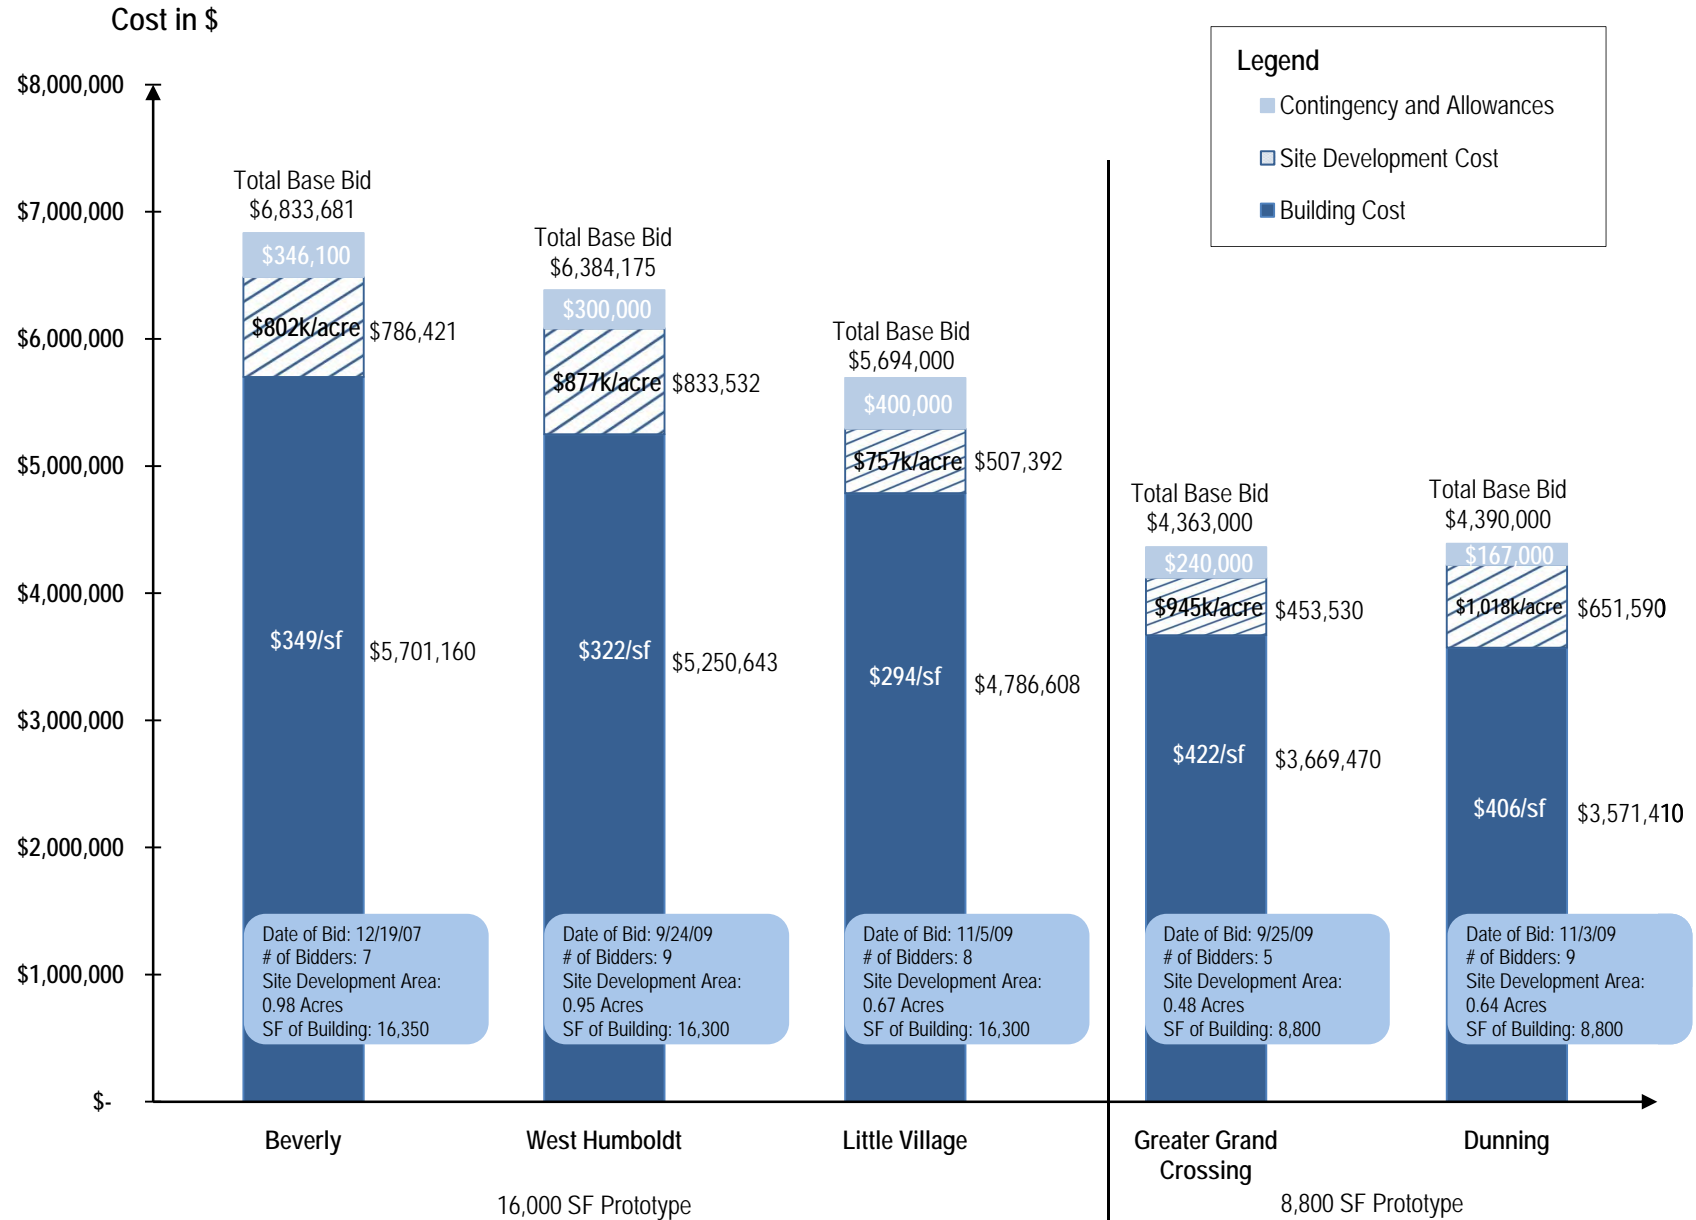 Cost in $
Legend
Contingency and Allowances
Site Development Cost
Building Cost
$8,000,000
$7,000,000
$6,000,000
$5,000,000
$4,000,000
$3,000,000
$2,000,000
$1,000,000
$-
Total Base Bid
$6,833,681
$346,100
$802k/acre $786,421
$349/sf $5,701,160
Date of Bid: 12/19/07
# of Bidders: 7
Site Development Area:
0.98 Acres
SF of Building: 16,350
Beverly
Total Base Bid
$6,384,175
$300,000
$877k/acre $833,532
$322/sf $5,250,643
Date of Bid: 9/24/09
# of Bidders: 9
Site Development Area:
0.95 Acres
SF of Building: 16,300
West Humboldt
Total Base Bid
$5,694,000
$400,000
$757k/acre $507,392
$294/sf $4,786,608
Date of Bid: 11/5/09
# of Bidders: 8
Site Development Area:
0.67 Acres
SF of Building: 16,300
Little Village
16,000 SF Prototype
Total Base Bid
$4,363,000
$240,000
$945k/acre $453,530
$422/sf $3,669,470
Date of Bid: 9/25/09
# of Bidders: 5
Site Development Area:
0.48 Acres
SF of Building: 8,800
Greater Grand
Crossing
Total Base Bid
$4,390,000
$167,000
$1,018k/acre $651,590
$406/sf $3,571,410
Date of Bid: 11/3/09
# of Bidders: 9
Site Development Area:
0.64 Acres
SF of Building: 8,800
Dunning
8,800 SF Prototype